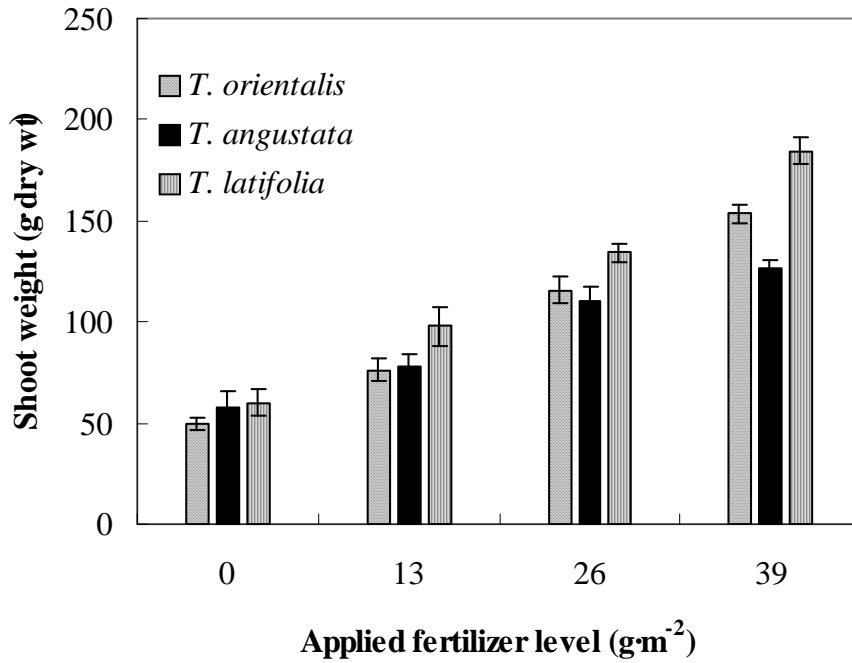 250
200
150
100
50
0
T. orientalis
T. angustata
T. latifolia
Shoot weight (g·dry wt)
0 13 26 39
Applied fertilizer level (g·m⁻²)